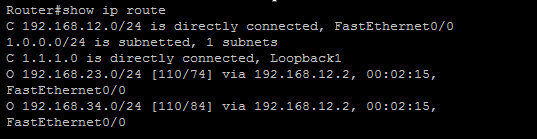 Router#show ip route
C 192.168.12.0/24 is directly connected, FastEthernet0/0
1.0.0.0/24 is subnetted, 1 subnets
C 1.1.1.0 is directly connected, Loopback1
O 192.168.23.0/24 [110/74] via 192.168.12.2, 00:02:15,
FastEthernet0/0
O 192.168.34.0/24 [110/84] via 192.168.12.2, 00:02:15,
FastEthernet0/0